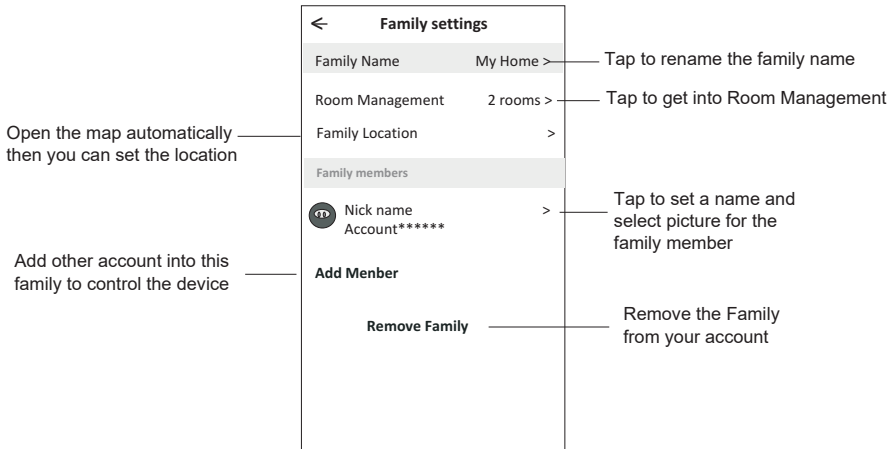 Family settings
Family Name My Home >
Tap to rename the family name
Room Management 2 rooms >
Tap to get into Room Management
Open the map automatically
then you can set the location
Family Location >
Family members
Nick name >
Account******
Tap to set a name and
select picture for the
family member
Add other account into this
family to control the device
Add Menber
Remove Family
Remove the Family
from your account